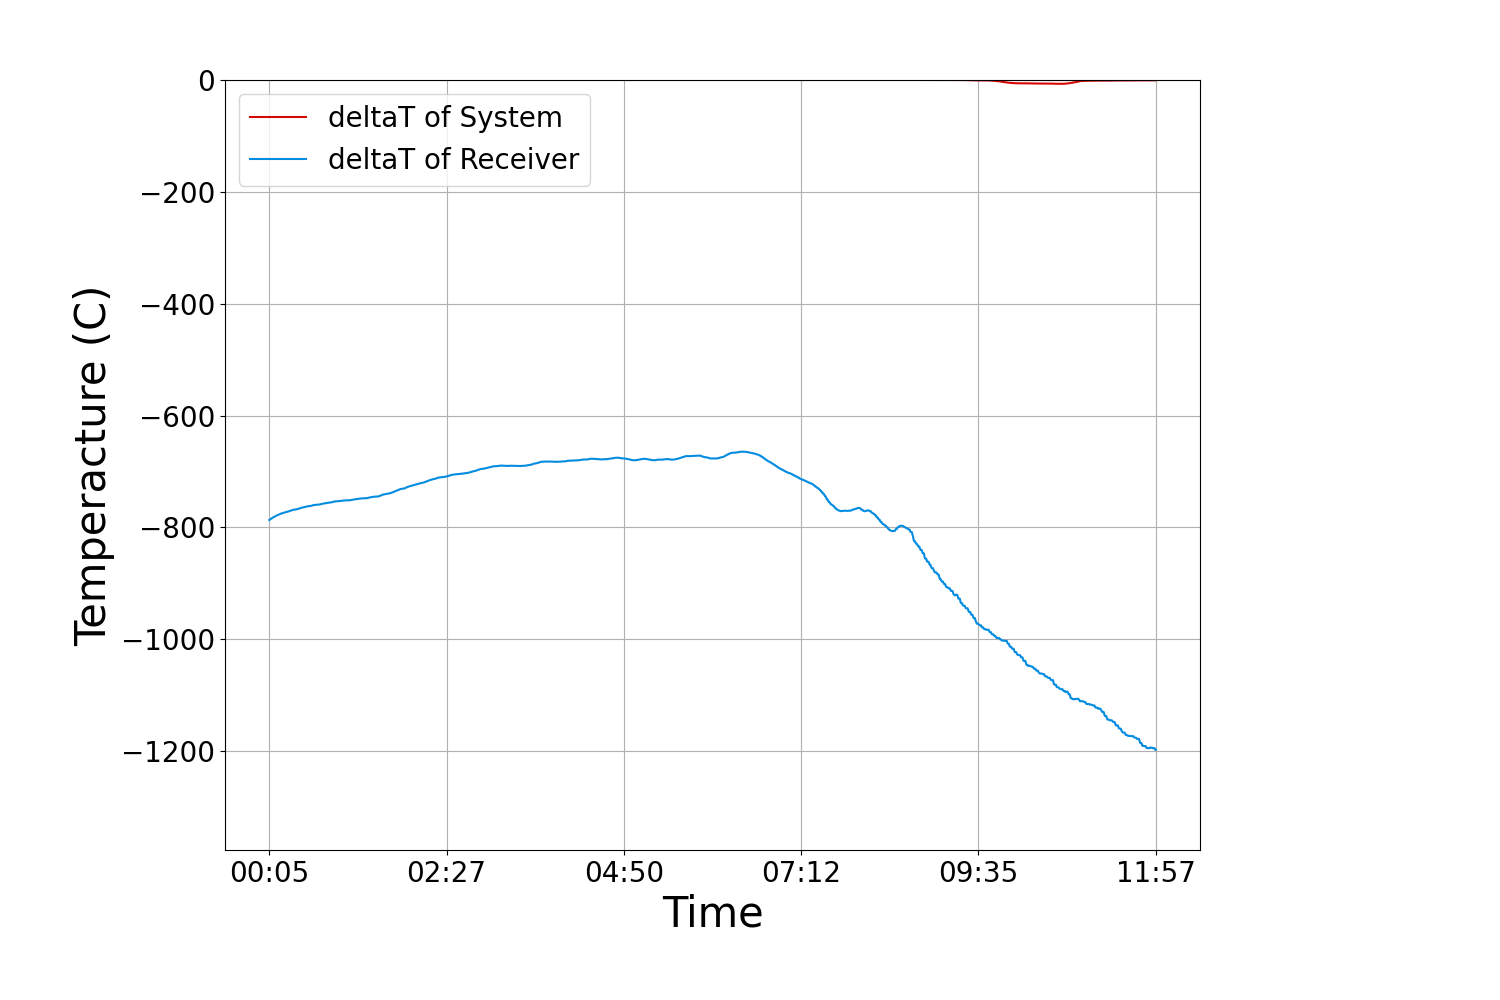 0
−200
−400
−600
−800
−1000
−1200
Temperacture (C)
deltaT of System
deltaT of Receiver
00:05 02:27 04:50 07:12 09:35 11:57
Time